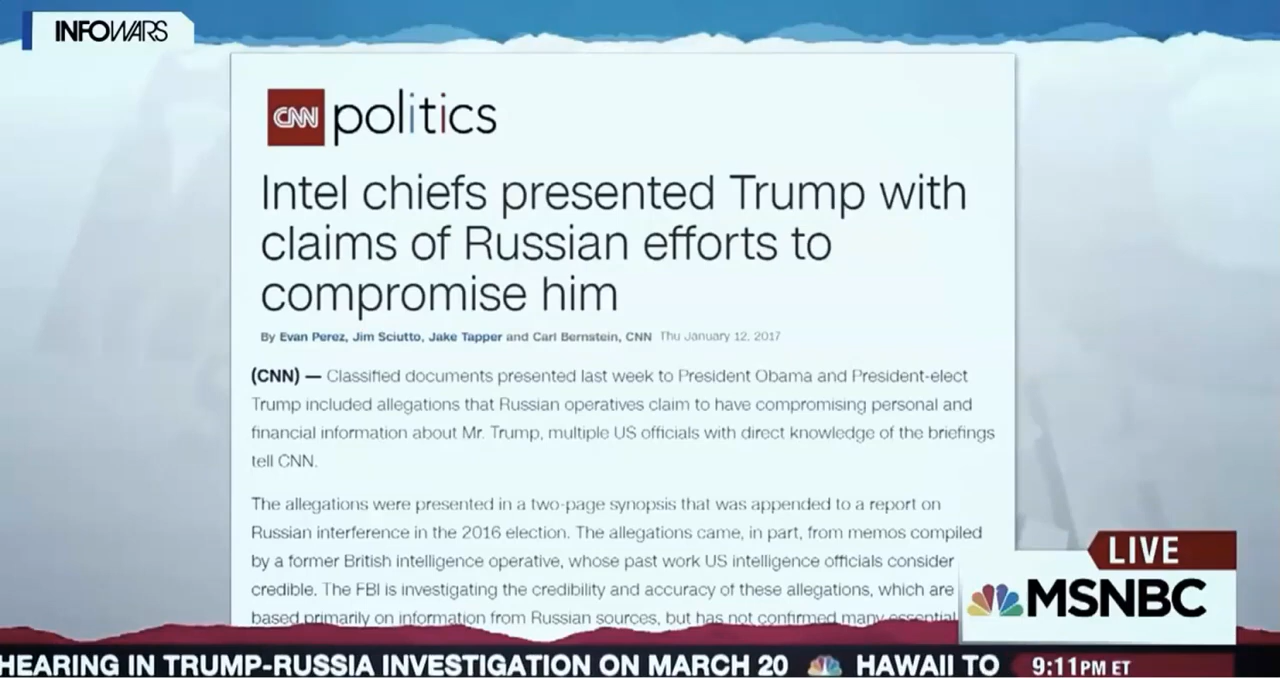 INFOWARS
CNN politics
Intel chiefs presented Trump with
claims of Russian efforts to
compromise him
By Evan Perez, Jim Sciutto, Jake Tapper and Carl Bernstein, CNN Thu January 12, 2017
(CNN) — Classified documents presented last week to President Obama and President-elect
Trump included allegations that Russian operatives claim to have compromising personal and
financial information about Mr. Trump, multiple US officials with direct knowledge of the briefings
tell CNN.
The allegations were presented in a two-page synopsis that was appended to a report on
Russian interference in the 2016 election. The allegations came, in part, from memos compiled
by a former British intelligence operative, whose past work US intelligence officials consider
credible. The FBI is investigating the credibility and accuracy of these allegations, which are
based primarily on information from Russian sources, but has not confirmed many essential
LIVE
MSNBC
HEARING IN TRUMP-RUSSIA INVESTIGATION ON MARCH 20 HAWAII TO 9:11PM ET